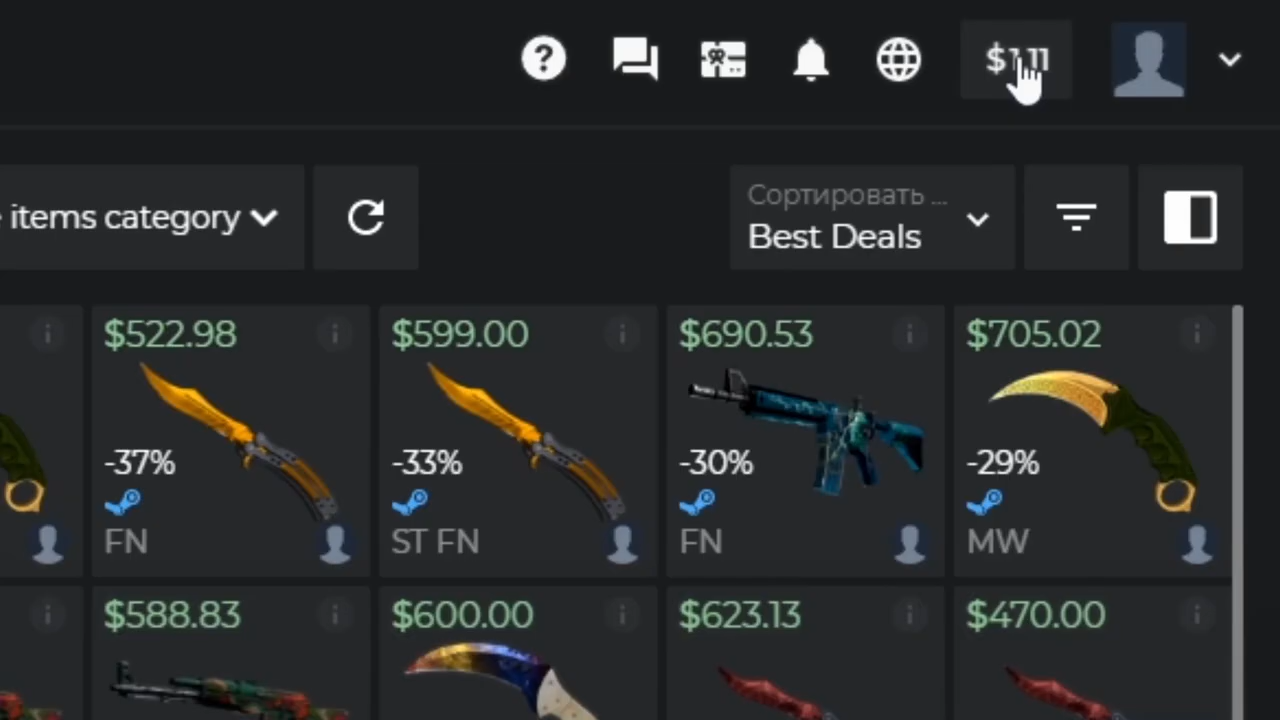 $1.11
items category
Сортировать ...
Best Deals
$522.98
$599.00
$690.53
$705.02
-37%
-33%
-30%
-29%
FN
ST FN
FN
MW
$588.83
$600.00
$623.13
$470.00